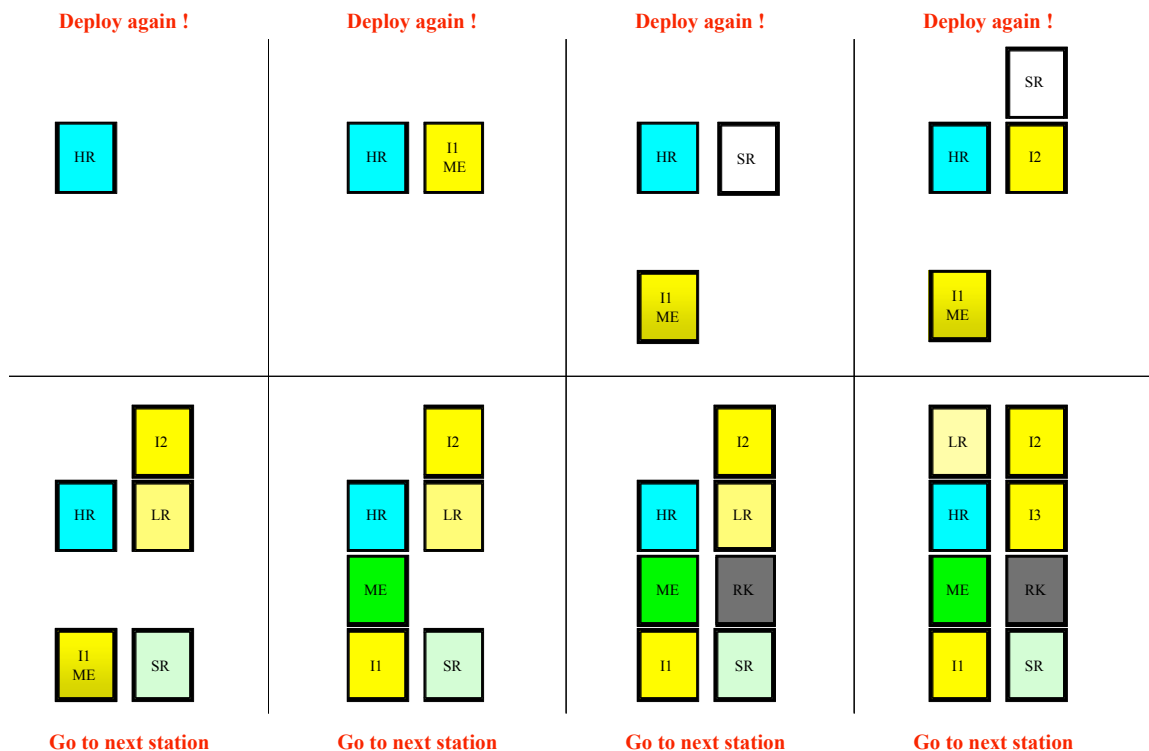 Deploy again !
Deploy again !
Deploy again !
Deploy again !
HR
HR
I1
ME
HR
SR
I1
ME
SR
HR
I2
I1
ME
I2
HR
LR
I1
ME
SR
I2
HR
LR
ME
I1
SR
I2
HR
LR
ME
RK
I1
SR
LR
I2
HR
I3
ME
RK
I1
SR
Go to next station
Go to next station
Go to next station
Go to next station